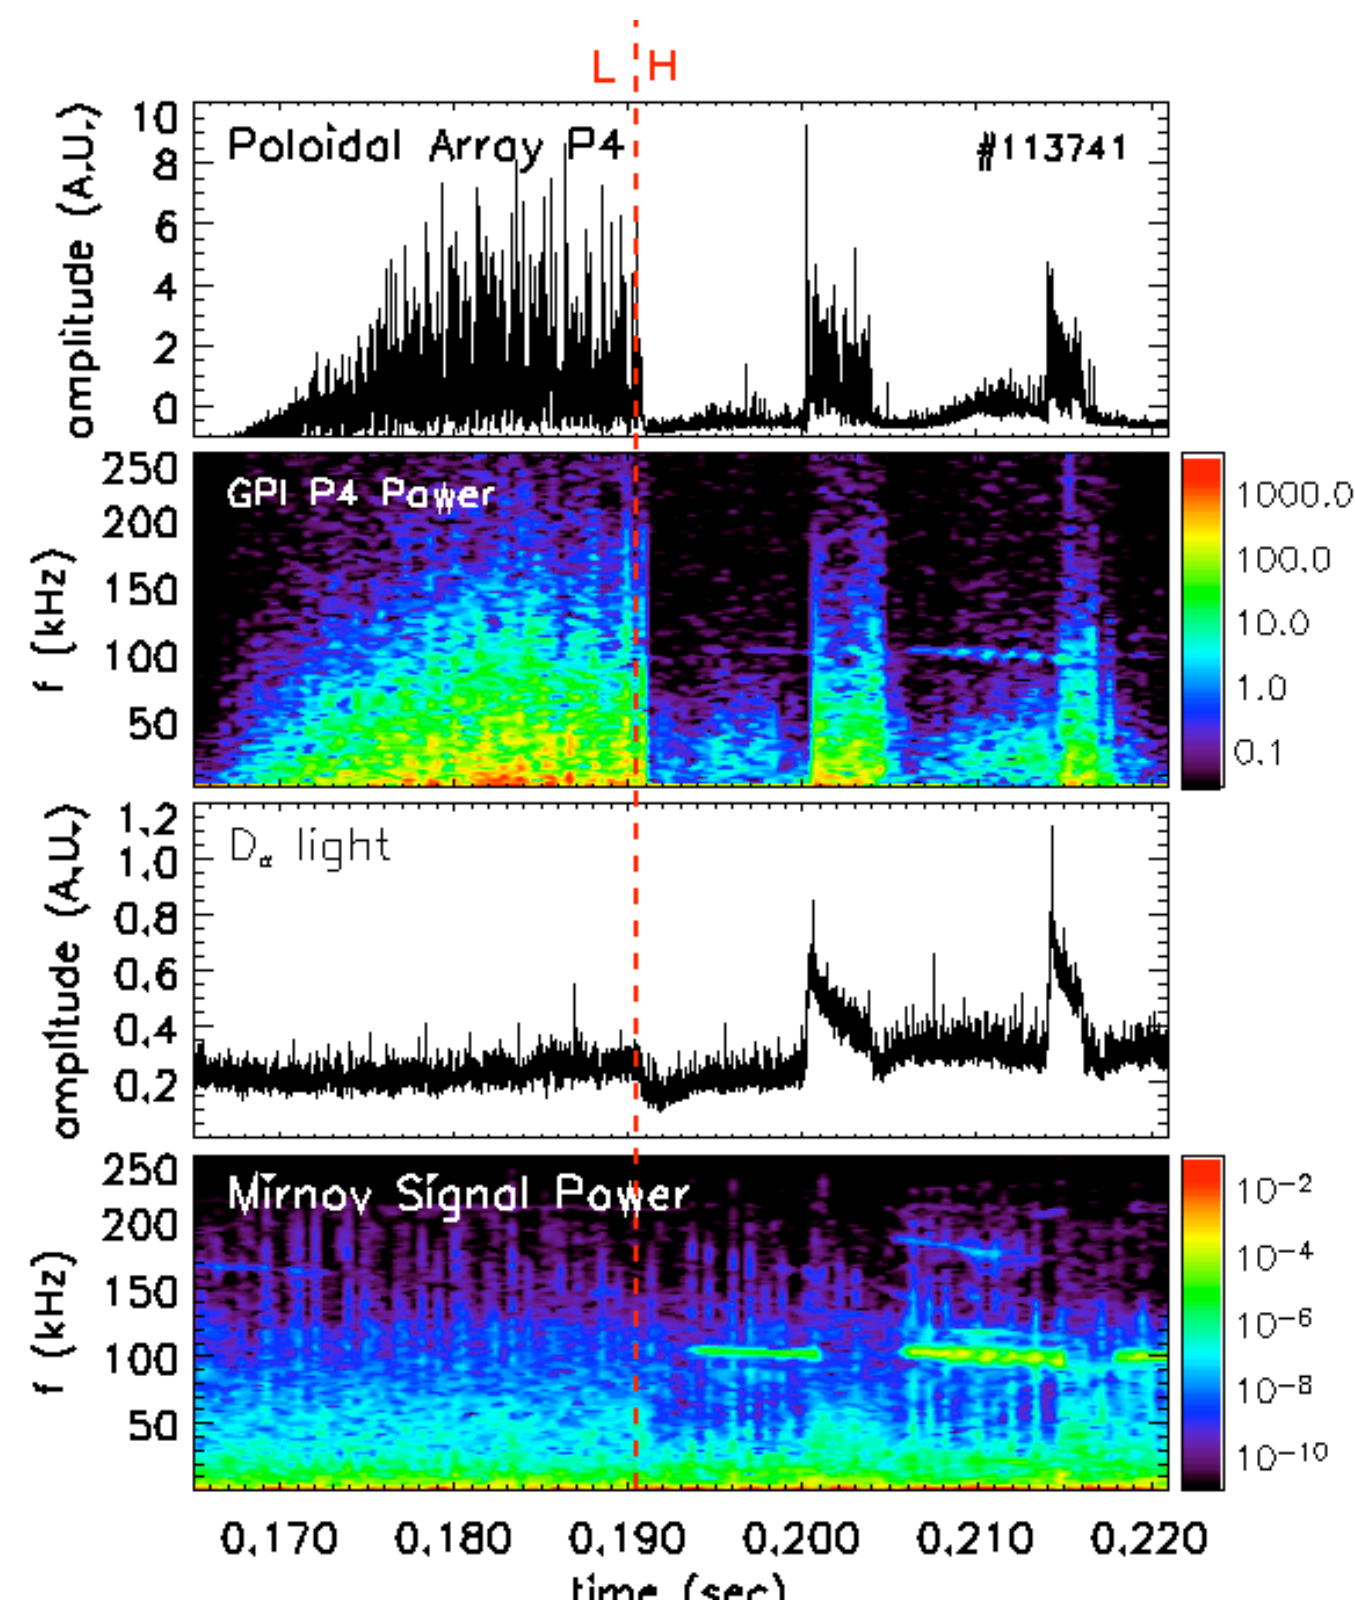 L H
10
Poloidal Array P4 #113741
8
6
4
2
0
amplitude (A.U.)
250
GPI P4 Power
200
150
100
50
f (kHz)
1000.0
100.0
10.0
1.0
0.1
1.2
Dα light
1.0
0.8
0.6
0.4
0.2
amplitude (A.U.)
250
Mirnov Signal Power
200
150
100
50
f (kHz)
10⁻²
10⁻⁴
10⁻⁶
10⁻⁸
10⁻¹⁰
0.170 0.180 0.190 0.200 0.210 0.220
time (sec)